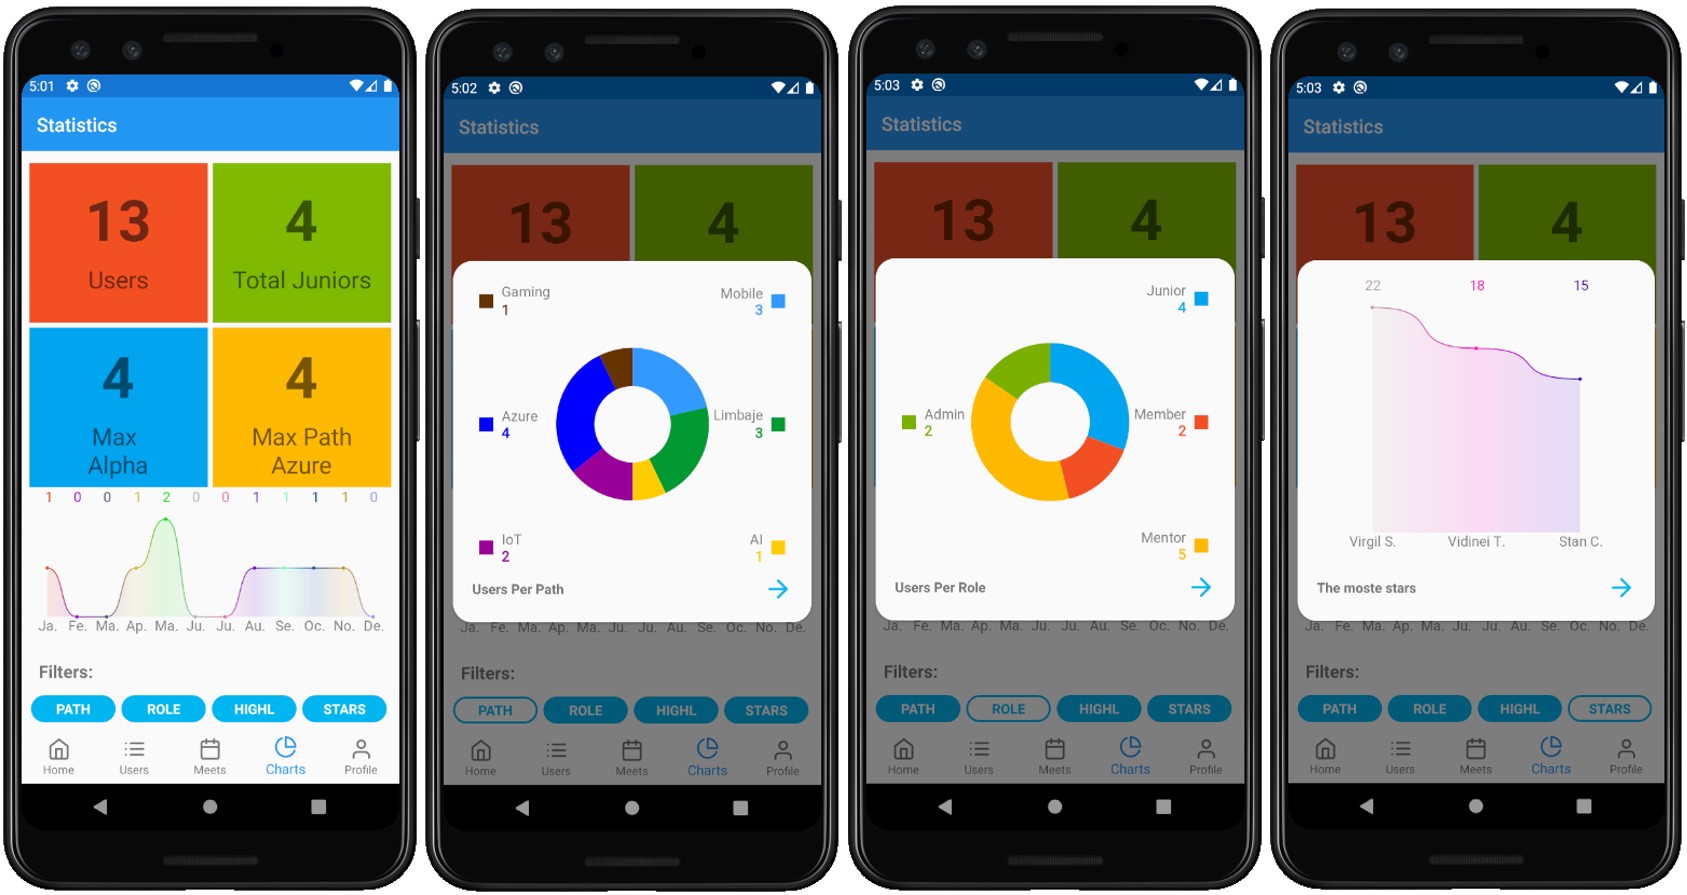 5:01
Statistics
13
Users
4
Total Juniors
4
Max
Alpha
4
Max Path
Azure
1 0 0 1 2 0 0 1 1 1 1 0
Ja. Fe. Ma. Ap. Ma. Ju. Ju. Au. Se. Oc. No. De.
Filters:
PATH ROLE HIGHL STARS
Home Users Meets Charts Profile
5:02
Statistics
13 4
Gaming
1
Mobile
3
Azure
4
Limbaje
3
IoT
2
AI
1
Users Per Path
Ja. Fe. Ma. Ap. Ma. Ju. Ju. Au. Se. Oc. No. De.
Filters:
PATH ROLE HIGHL STARS
Home Users Meets Charts Profile
5:03
Statistics
13 4
Junior
4
Admin
2
Member
2
Mentor
5
Users Per Role
Ja. Fe. Ma. Ap. Ma. Ju. Ju. Au. Se. Oc. No. De.
Filters:
PATH ROLE HIGHL STARS
Home Users Meets Charts Profile
5:03
Statistics
13 4
22 18 15
Virgil S. Vidinei T. Stan C.
The moste stars
Ja. Fe. Ma. Ap. Ma. Ju. Ju. Au. Se. Oc. No. De.
Filters:
PATH ROLE HIGHL STARS
Home Users Meets Charts Profile